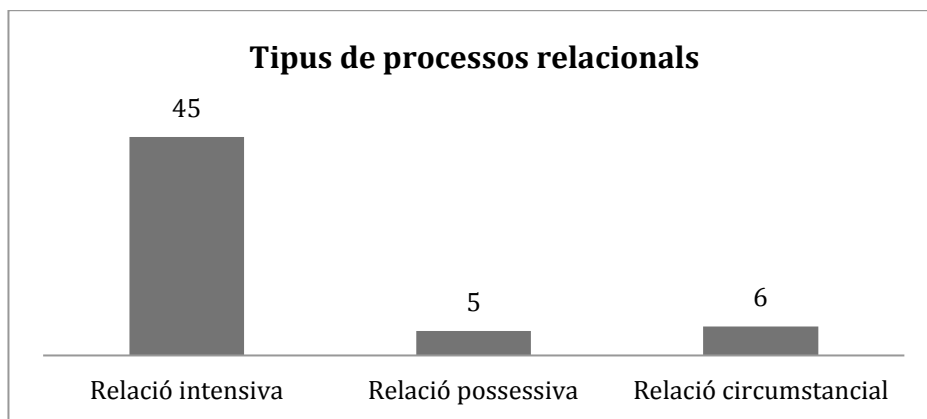 Tipus de processos relacionals
45
5
6
Relació intensiva
Relació possessiva
Relació circumstancial